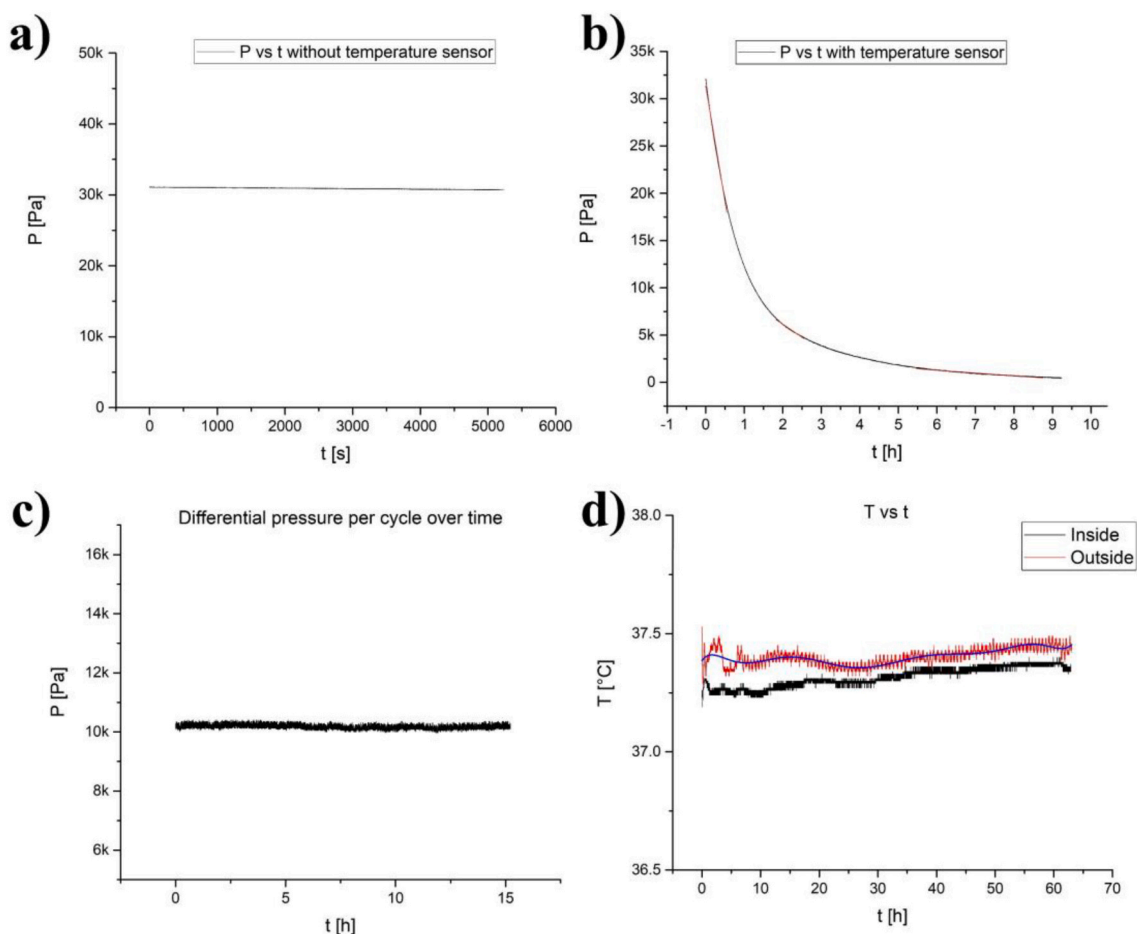 a)
P vs t without temperature sensor
50k
40k
30k
20k
10k
0
P [Pa]
0 1000 2000 3000 4000 5000 6000
t [s]
b)
P vs t with temperature sensor
35k
30k
25k
20k
15k
10k
5k
0
P [Pa]
-1 0 1 2 3 4 5 6 7 8 9 10
t [h]
c)
Differential pressure per cycle over time
16k
14k
12k
10k
8k
6k
P [Pa]
0 5 10 15
t [h]
d)
T vs t
Inside
Outside
38.0
37.5
37.0
36.5
T [°C]
0 10 20 30 40 50 60 70
t [h]